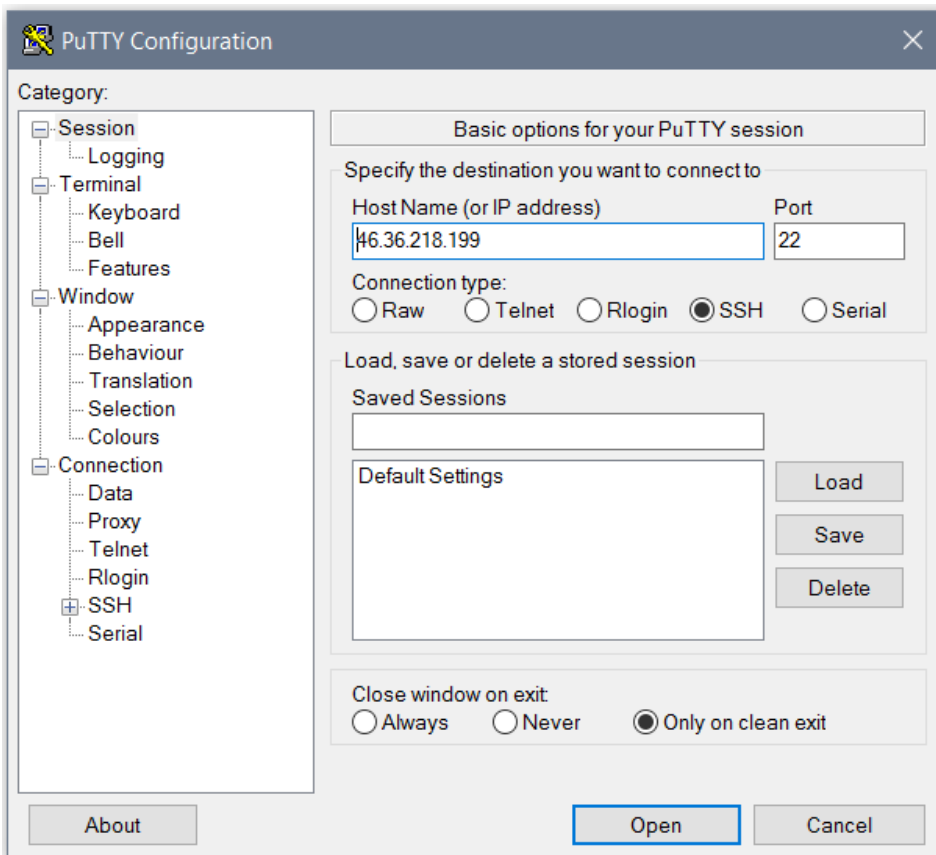 PuTTY Configuration
Category:
Session
Logging
Terminal
Keyboard
Bell
Features
Window
Appearance
Behaviour
Translation
Selection
Colours
Connection
Data
Proxy
Telnet
Rlogin
SSH
Serial
Basic options for your PuTTY session
Specify the destination you want to connect to
Host Name (or IP address) Port
46.36.218.199 22
Connection type:
Raw Telnet Rlogin SSH Serial
Load, save or delete a stored session
Saved Sessions
Default Settings
Load
Save
Delete
Close window on exit:
Always Never Only on clean exit
About Open Cancel